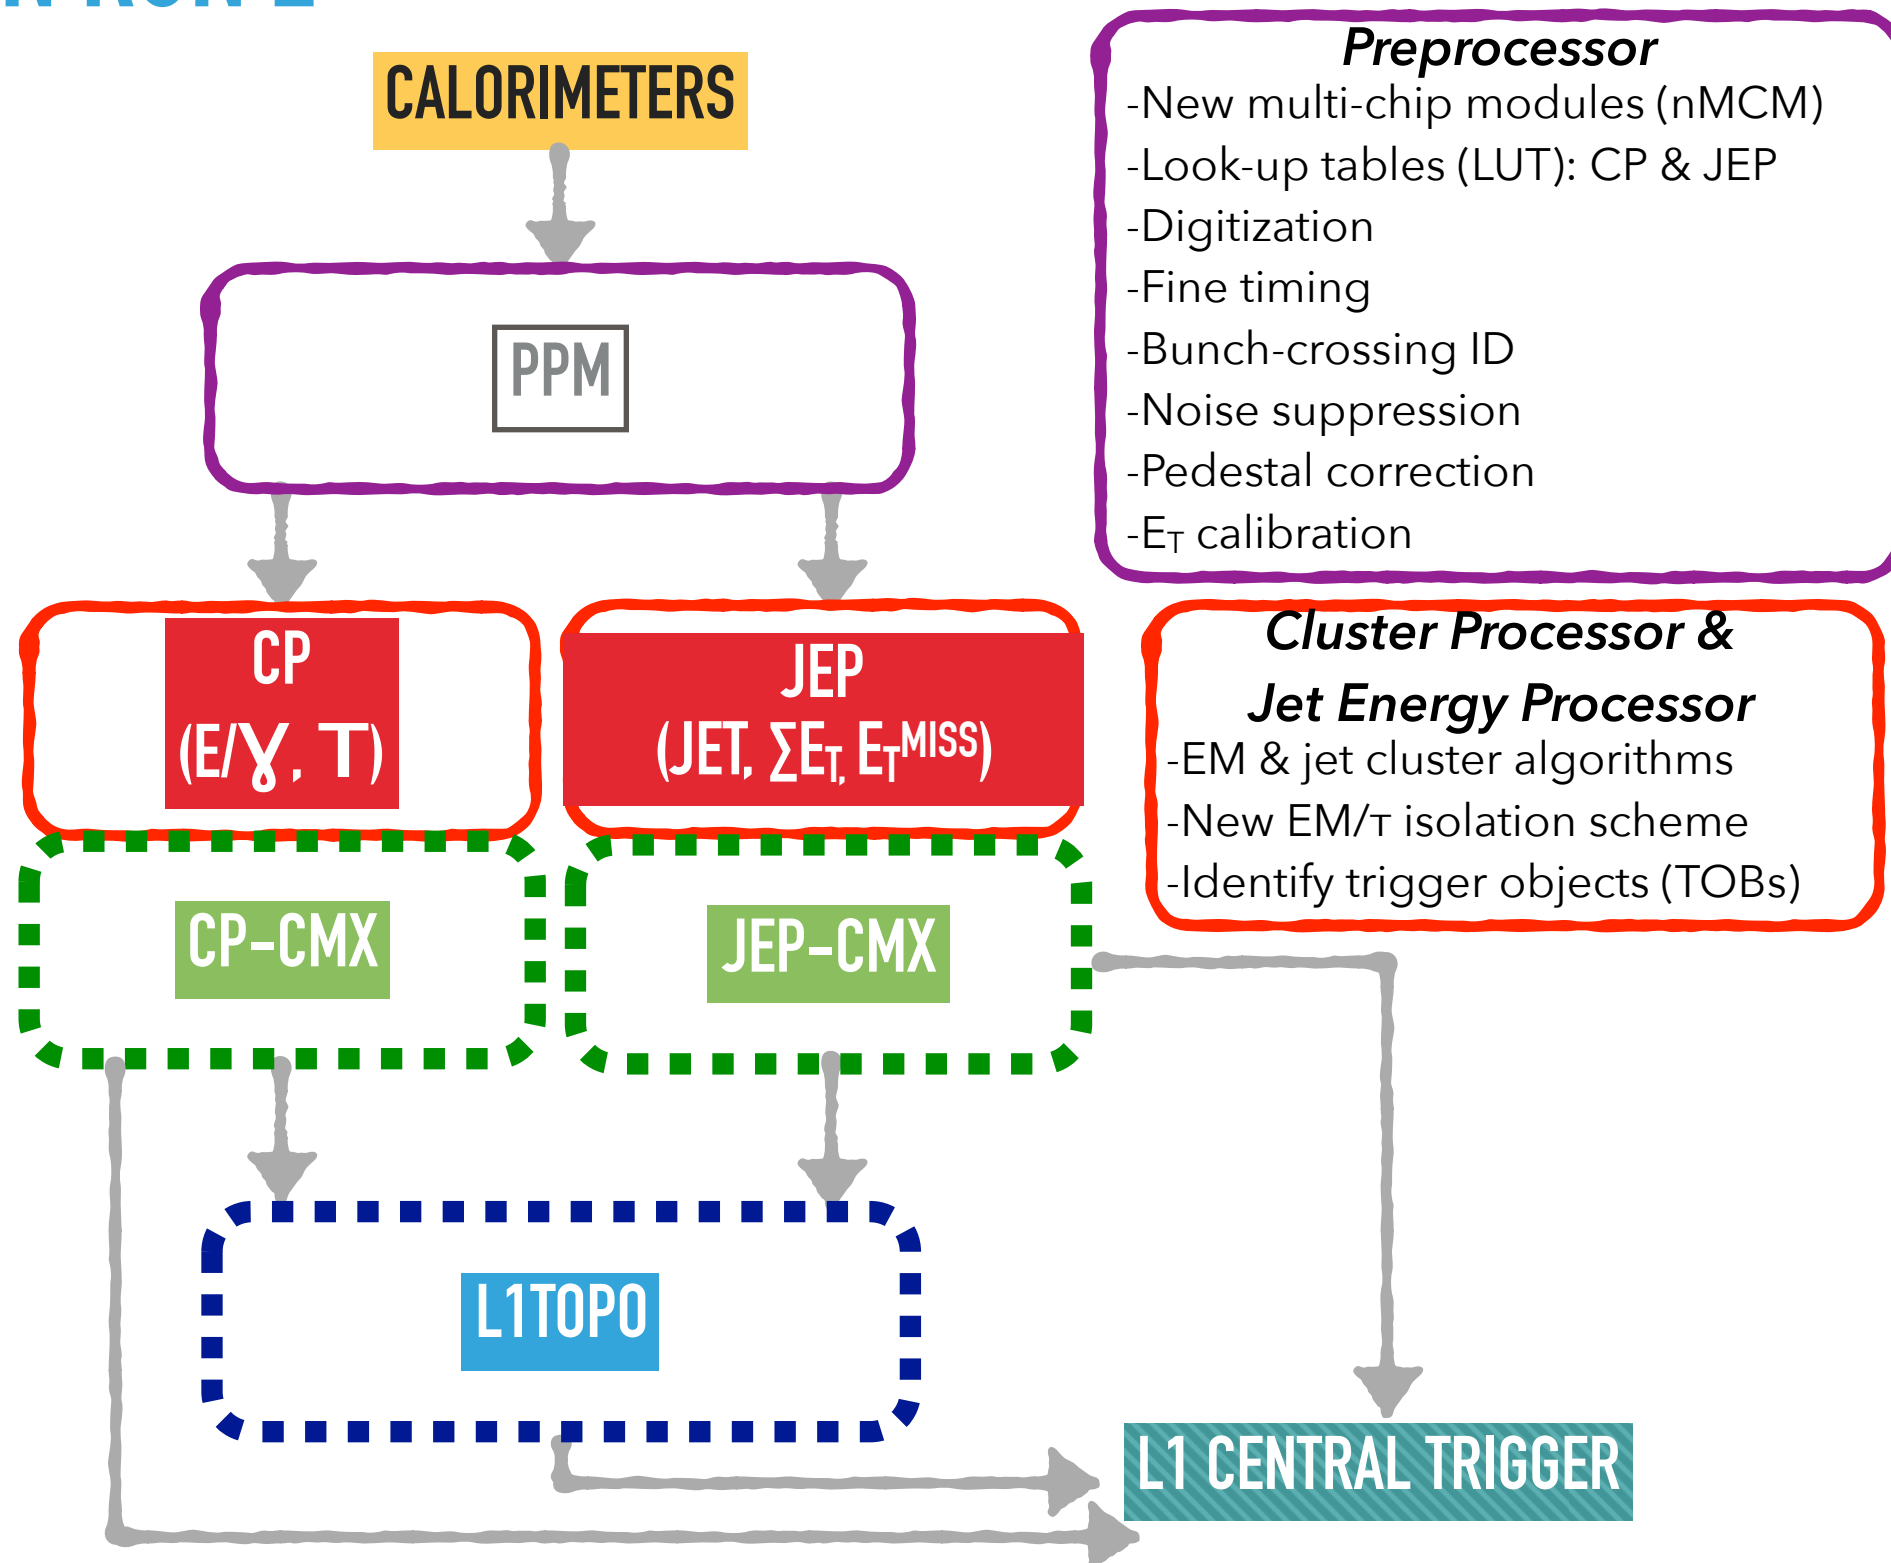 CALORIMETERS
PPM
CP
(E/γ, Τ)
JEP
(JET, ΣET, ETMISS)
CP-CMX
JEP-CMX
L1TOPO
L1 CENTRAL TRIGGER
Preprocessor
-New multi-chip modules (nMCM)
-Look-up tables (LUT): CP & JEP
-Digitization
-Fine timing
-Bunch-crossing ID
-Noise suppression
-Pedestal correction
-ET calibration
Cluster Processor &
Jet Energy Processor
-EM & jet cluster algorithms
-New EM/τ isolation scheme
-Identify trigger objects (TOBs)